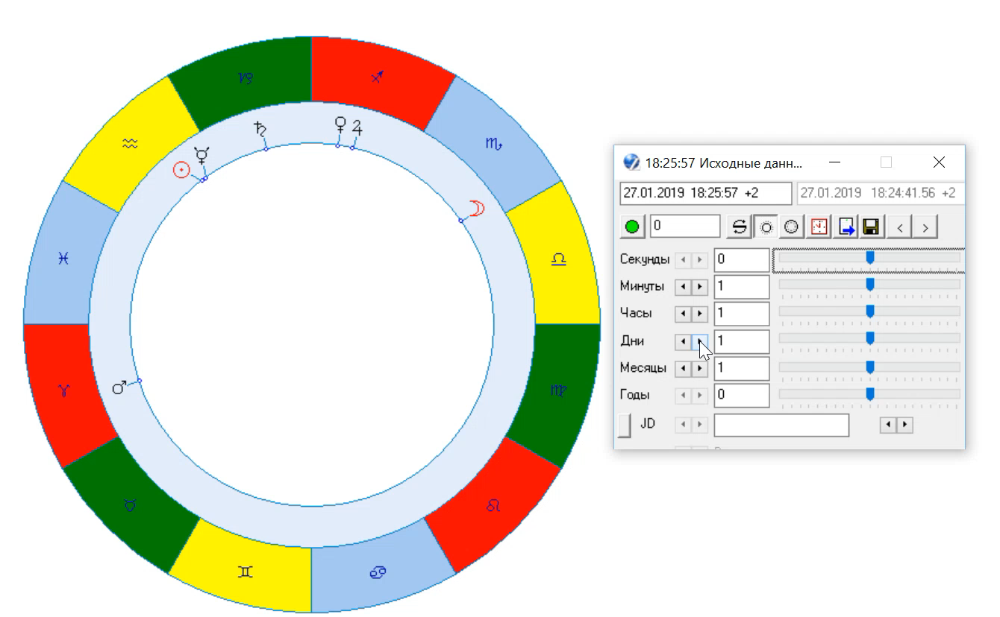 18:25:57 Исходные данн...
27.01.2019 18:25:57 +2
27.01.2019 18:24:41.56 +2
0
Секунды 0
Минуты 1
Часы 1
Дни 1
Месяцы 1
Годы 0
JD
♑ ♐
♒ ♏
♄ ♀ ♃
☉ ☿ ☽
♓ ♎
♂
♈ ♍
♉ ♌
♊ ♋